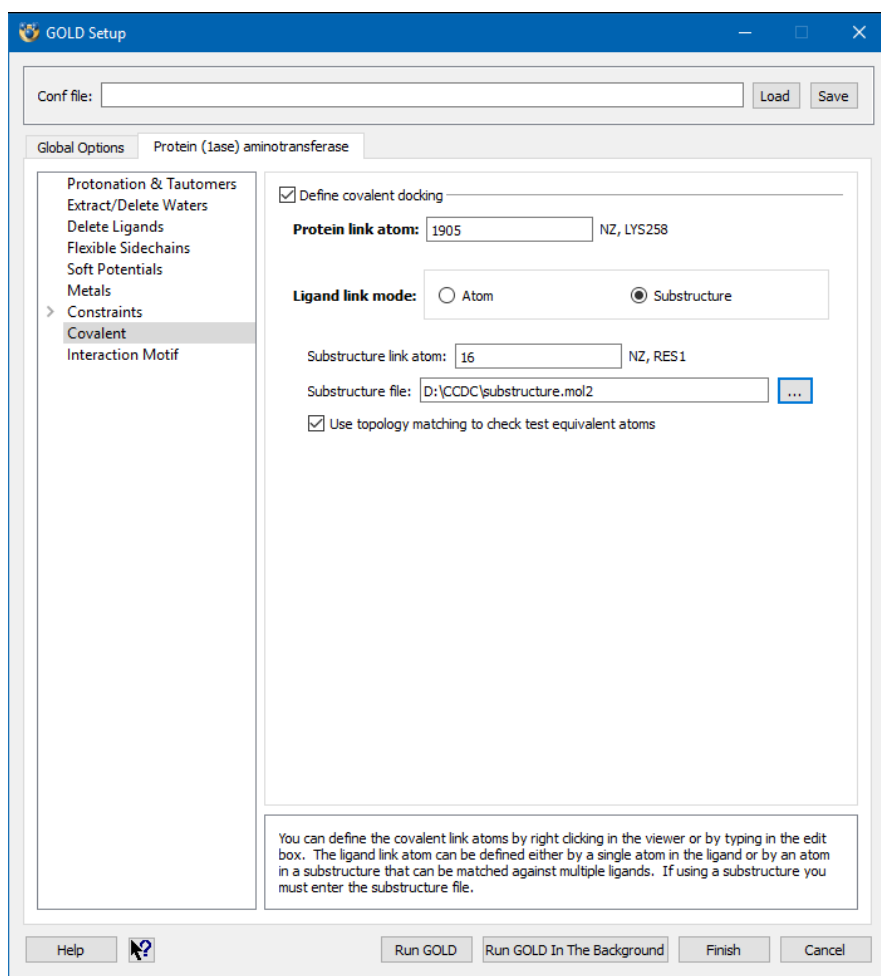 GOLD Setup
Conf file:
Load
Save
Global Options
Protein (1ase) aminotransferase
Protonation & Tautomers
Extract/Delete Waters
Delete Ligands
Flexible Sidechains
Soft Potentials
Metals
Constraints
Covalent
Interaction Motif
Define covalent docking
Protein link atom: 1905 NZ, LYS258
Ligand link mode: Atom Substructure
Substructure link atom: 16 NZ, RES1
Substructure file: D:\CCDC\substructure.mol2 ...
Use topology matching to check test equivalent atoms
You can define the covalent link atoms by right clicking in the viewer or by typing in the edit
box. The ligand link atom can be defined either by a single atom in the ligand or by an atom
in a substructure that can be matched against multiple ligands. If using a substructure you
must enter the substructure file.
Help
?
Run GOLD
Run GOLD In The Background
Finish
Cancel